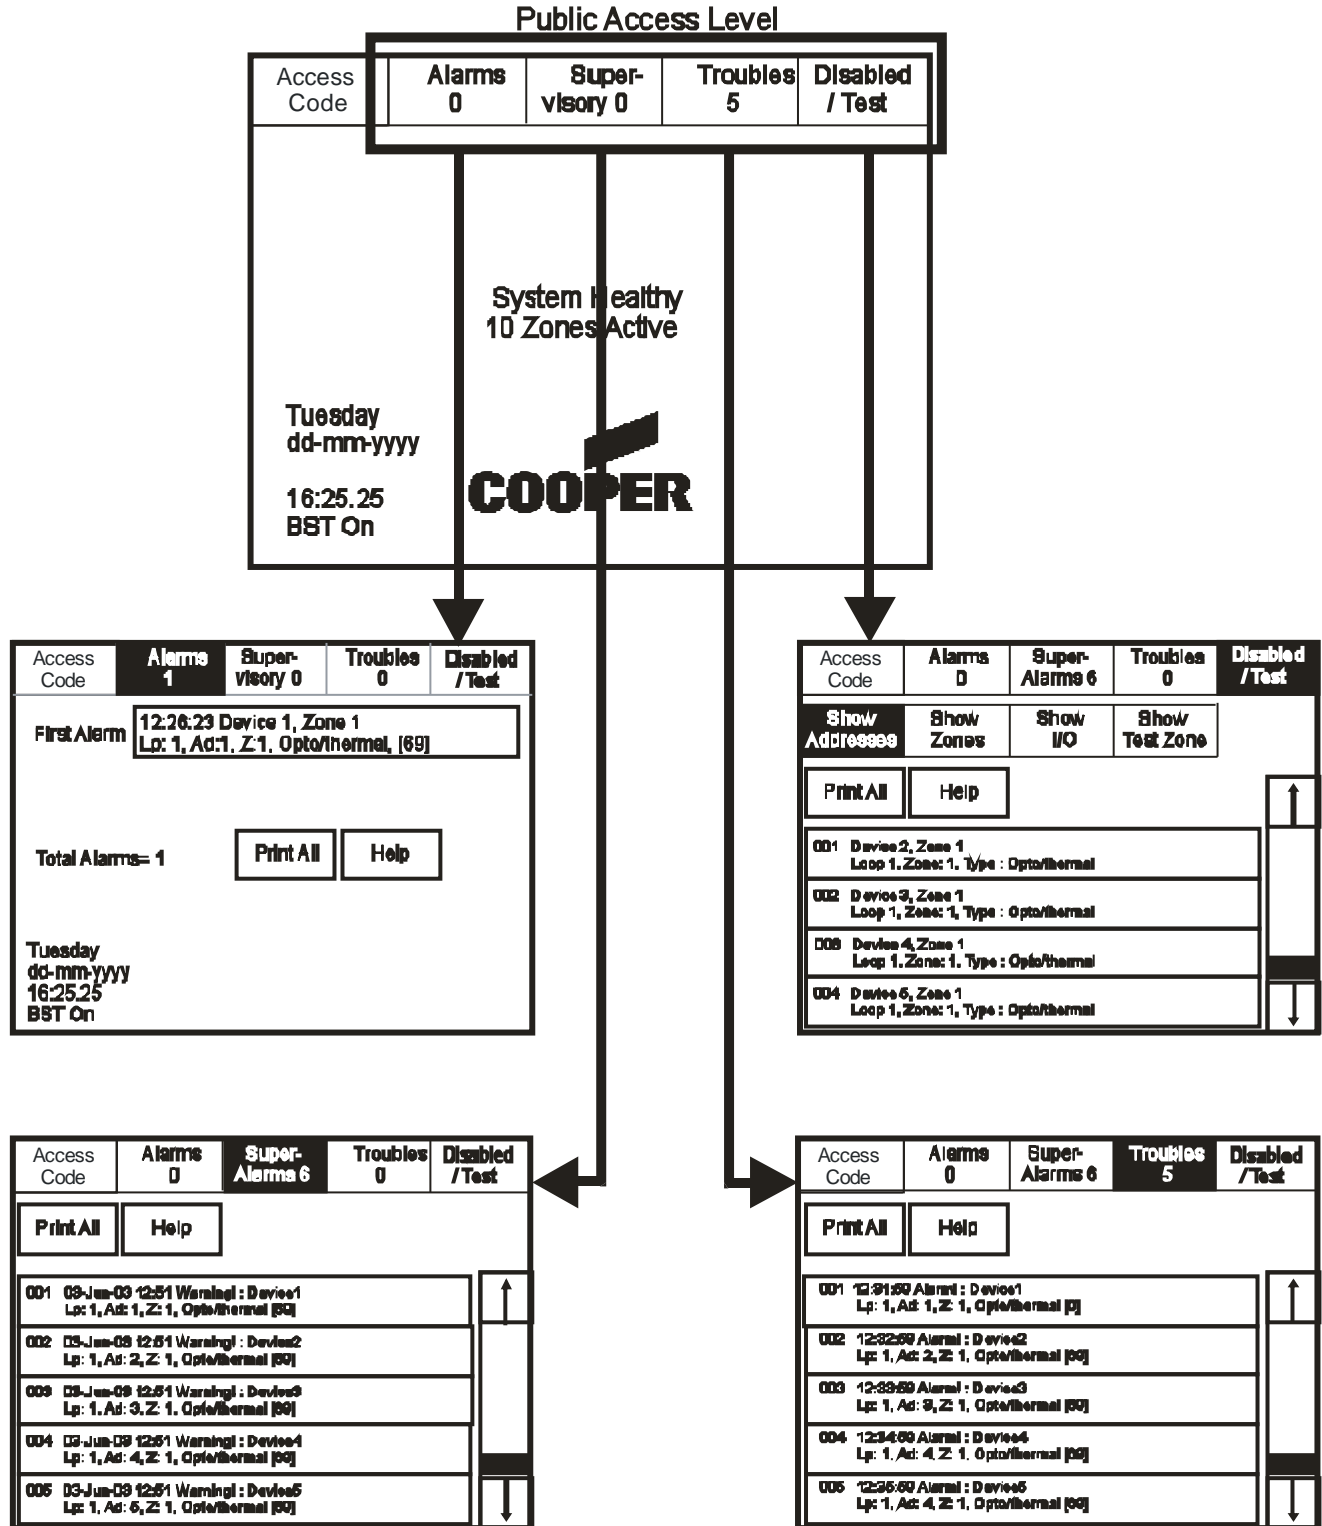 Public Access Level
Access Code
Alarms 0
Super-visory 0
Troubles 5
Disabled / Test
System Healthy
10 Zones Active
Tuesday
dd-mm-yyyy
16:25.25
BST On
COOPER
Access Code
Alarms 1
Super-visory 0
Troubles 0
Disabled / Test
First Alarm
12:26:23 Device 1, Zone 1
Lp: 1, Ad:1, Z:1, Opto/thermal, [69]
Total Alarms= 1
Print All
Help
Tuesday
dd-mm-yyyy
16:25.25
BST On
Access Code
Alarms 0
Super-Alarms 6
Troubles 0
Disabled / Test
Show Addresses
Show Zones
Show I/O
Show Test Zone
Print All
Help
001 Device 2, Zone 1
Loop 1, Zone: 1, Type : Opto/thermal
002 Device 3, Zone 1
Loop 1, Zone: 1, Type : Opto/thermal
003 Device 4, Zone 1
Loop 1, Zone: 1, Type : Opto/thermal
004 Device 5, Zone 1
Loop 1, Zone: 1, Type : Opto/thermal
Access Code
Alarms 0
Super-Alarms 6
Troubles 0
Disabled / Test
Print All
Help
001 03-Jun-03 12:51 Warning! : Device1
Lp: 1, Ad: 1, Z: 1, Opto/thermal [69]
002 03-Jun-03 12:51 Warning! : Device2
Lp: 1, Ad: 2, Z: 1, Opto/thermal [69]
003 03-Jun-03 12:51 Warning! : Device3
Lp: 1, Ad: 3, Z: 1, Opto/thermal [69]
004 03-Jun-03 12:51 Warning! : Device4
Lp: 1, Ad: 4, Z: 1, Opto/thermal [69]
005 03-Jun-03 12:51 Warning! : Device5
Lp: 1, Ad: 5, Z: 1, Opto/thermal [69]
Access Code
Alarms 0
Super-Alarms 6
Troubles 5
Disabled / Test
Print All
Help
001 12:31:59 Alarm! : Device1
Lp: 1, Ad: 1, Z: 1, Opto/thermal [0]
002 12:32:59 Alarm! : Device2
Lp: 1, Ad: 2, Z: 1, Opto/thermal [69]
003 12:33:59 Alarm! : Device3
Lp: 1, Ad: 3, Z: 1, Opto/thermal [69]
004 12:34:59 Alarm! : Device4
Lp: 1, Ad: 4, Z: 1, Opto/thermal [69]
005 12:35:59 Alarm! : Device5
Lp: 1, Ad: 4, Z: 1, Opto/thermal [69]